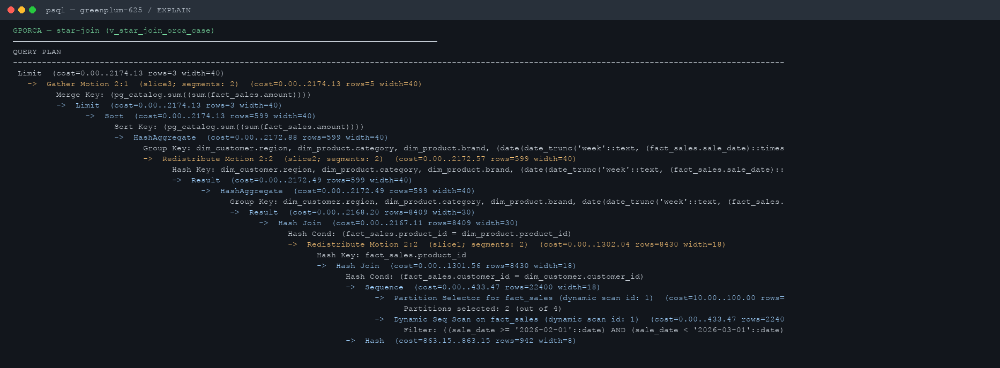 psql — greenplum-625 / EXPLAIN
GPORCA — star-join (v_star_join_orca_case)
────────────────────────────────────────────────────────────────────────────────────────
QUERY PLAN
----------------------------------------------------------------------------------------------------------------------------------------------------------------
 Limit  (cost=0.00..2174.13 rows=3 width=40)
   ->  Gather Motion 2:1  (slice3; segments: 2)  (cost=0.00..2174.13 rows=5 width=40)
         Merge Key: (pg_catalog.sum((sum(fact_sales.amount))))
         ->  Limit  (cost=0.00..2174.13 rows=3 width=40)
               ->  Sort  (cost=0.00..2174.13 rows=599 width=40)
                     Sort Key: (pg_catalog.sum((sum(fact_sales.amount))))
                     ->  HashAggregate  (cost=0.00..2172.88 rows=599 width=40)
                           Group Key: dim_customer.region, dim_product.category, dim_product.brand, (date(date_trunc('week'::text, (fact_sales.sale_date)::times
                           ->  Redistribute Motion 2:2  (slice2; segments: 2)  (cost=0.00..2172.57 rows=599 width=40)
                                 Hash Key: dim_customer.region, dim_product.category, dim_product.brand, (date(date_trunc('week'::text, (fact_sales.sale_date)::
                                 ->  Result  (cost=0.00..2172.49 rows=599 width=40)
                                       ->  HashAggregate  (cost=0.00..2172.49 rows=599 width=40)
                                             Group Key: dim_customer.region, dim_product.category, dim_product.brand, date(date_trunc('week'::text, (fact_sales.
                                             ->  Result  (cost=0.00..2168.20 rows=8409 width=30)
                                                   ->  Hash Join  (cost=0.00..2167.11 rows=8409 width=30)
                                                         Hash Cond: (fact_sales.product_id = dim_product.product_id)
                                                         ->  Redistribute Motion 2:2  (slice1; segments: 2)  (cost=0.00..1302.04 rows=8430 width=18)
                                                               Hash Key: fact_sales.product_id
                                                               ->  Hash Join  (cost=0.00..1301.56 rows=8430 width=18)
                                                                     Hash Cond: (fact_sales.customer_id = dim_customer.customer_id)
                                                                     ->  Sequence  (cost=0.00..433.47 rows=22400 width=18)
                                                                           ->  Partition Selector for fact_sales (dynamic scan id: 1)  (cost=10.00..100.00 rows=
                                                                                 Partitions selected: 2 (out of 4)
                                                                           ->  Dynamic Seq Scan on fact_sales (dynamic scan id: 1)  (cost=0.00..433.47 rows=2240
                                                                                 Filter: ((sale_date >= '2026-02-01'::date) AND (sale_date < '2026-03-01'::date)
                                                                     ->  Hash  (cost=863.15..863.15 rows=942 width=8)